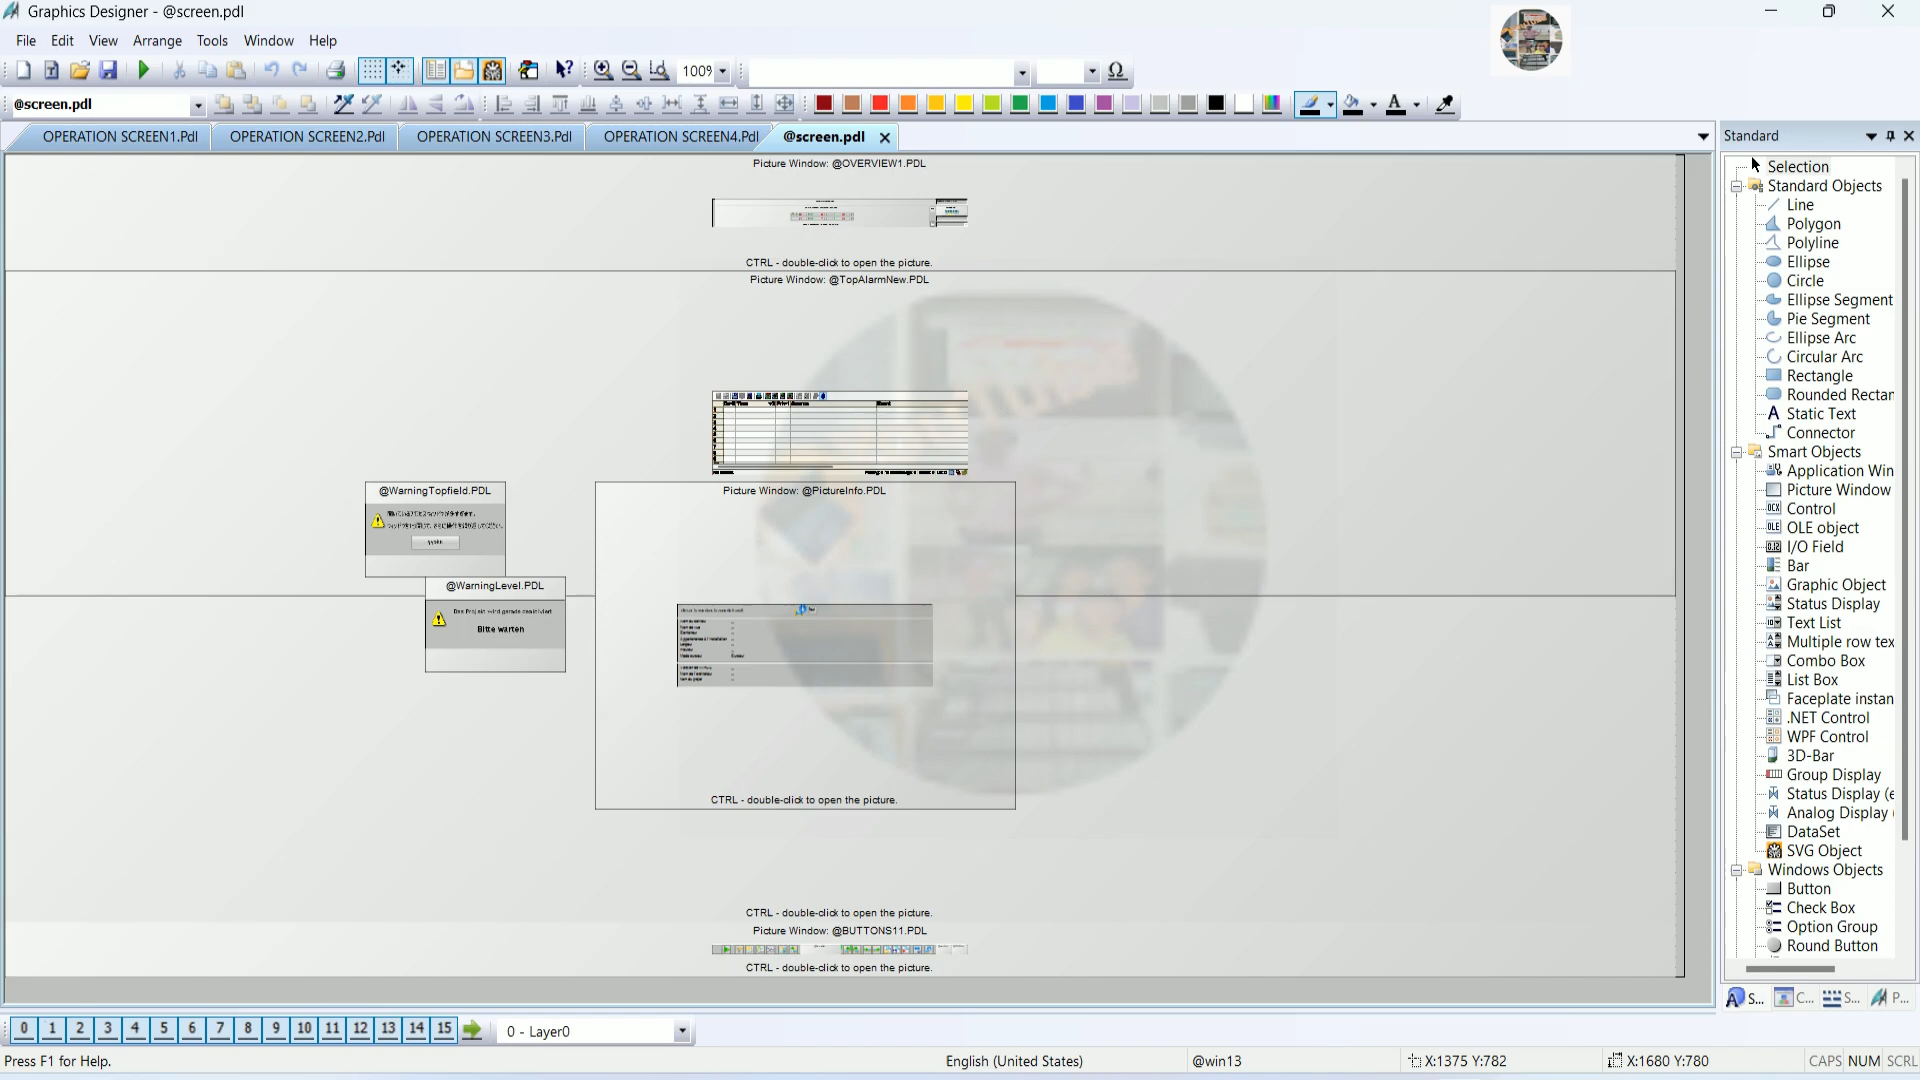 Graphics Designer - @screen.pdl
File Edit View Arrange Tools Window Help
100%
@screen.pdl
OPERATION SCREEN1.Pdl OPERATION SCREEN2.Pdl OPERATION SCREEN3.Pdl OPERATION SCREEN4.Pdl @screen.pdl
Picture Window: @OVERVIEW1.PDL
CTRL - double-click to open the picture.
Picture Window: @TopAlarmNew.PDL
@WarningTopfield.PDL
@WarningLevel.PDL
Das Projekt wird gerade deaktiviert
Bitte warten
Picture Window: @PictureInfo.PDL
CTRL - double-click to open the picture.
CTRL - double-click to open the picture.
Picture Window: @BUTTONS11.PDL
CTRL - double-click to open the picture.
Standard
Selection
Standard Objects
Line
Polygon
Polyline
Ellipse
Circle
Ellipse Segment
Pie Segment
Ellipse Arc
Circular Arc
Rectangle
Rounded Rectan
Static Text
Connector
Smart Objects
Application Win
Picture Window
Control
OLE object
I/O Field
Bar
Graphic Object
Status Display
Text List
Multiple row tex
Combo Box
List Box
Faceplate instan
.NET Control
WPF Control
3D-Bar
Group Display
Status Display (e
Analog Display (
DataSet
SVG Object
Windows Objects
Button
Check Box
Option Group
Round Button
S... C... S... P...
0 1 2 3 4 5 6 7 8 9 10 11 12 13 14 15 0 - Layer0
Press F1 for Help. English (United States) @win13 X:1375 Y:782 X:1680 Y:780 CAPS NUM SCRL